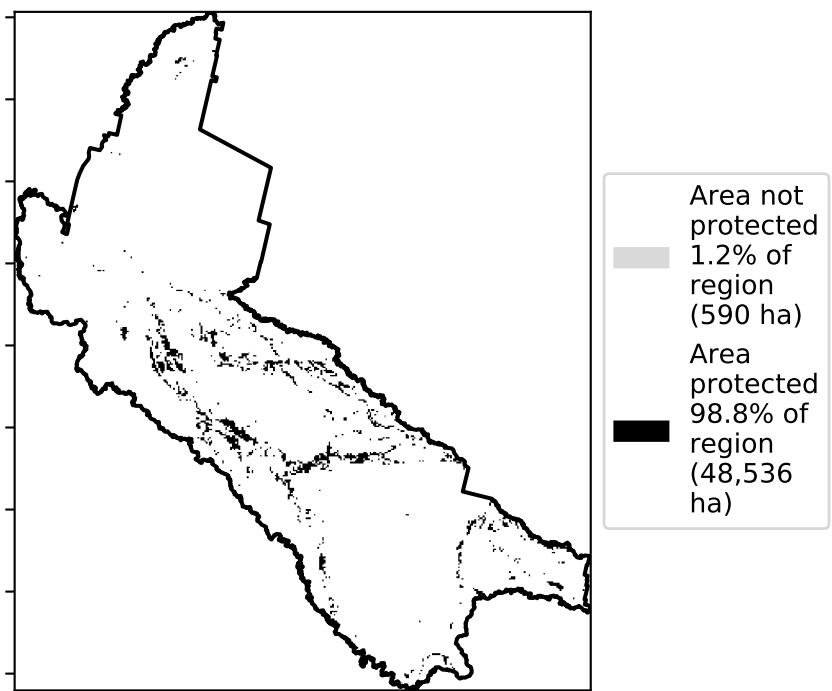 Area not
protected
1.2% of
region
(590 ha)
Area
protected
98.8% of
region
(48,536
ha)